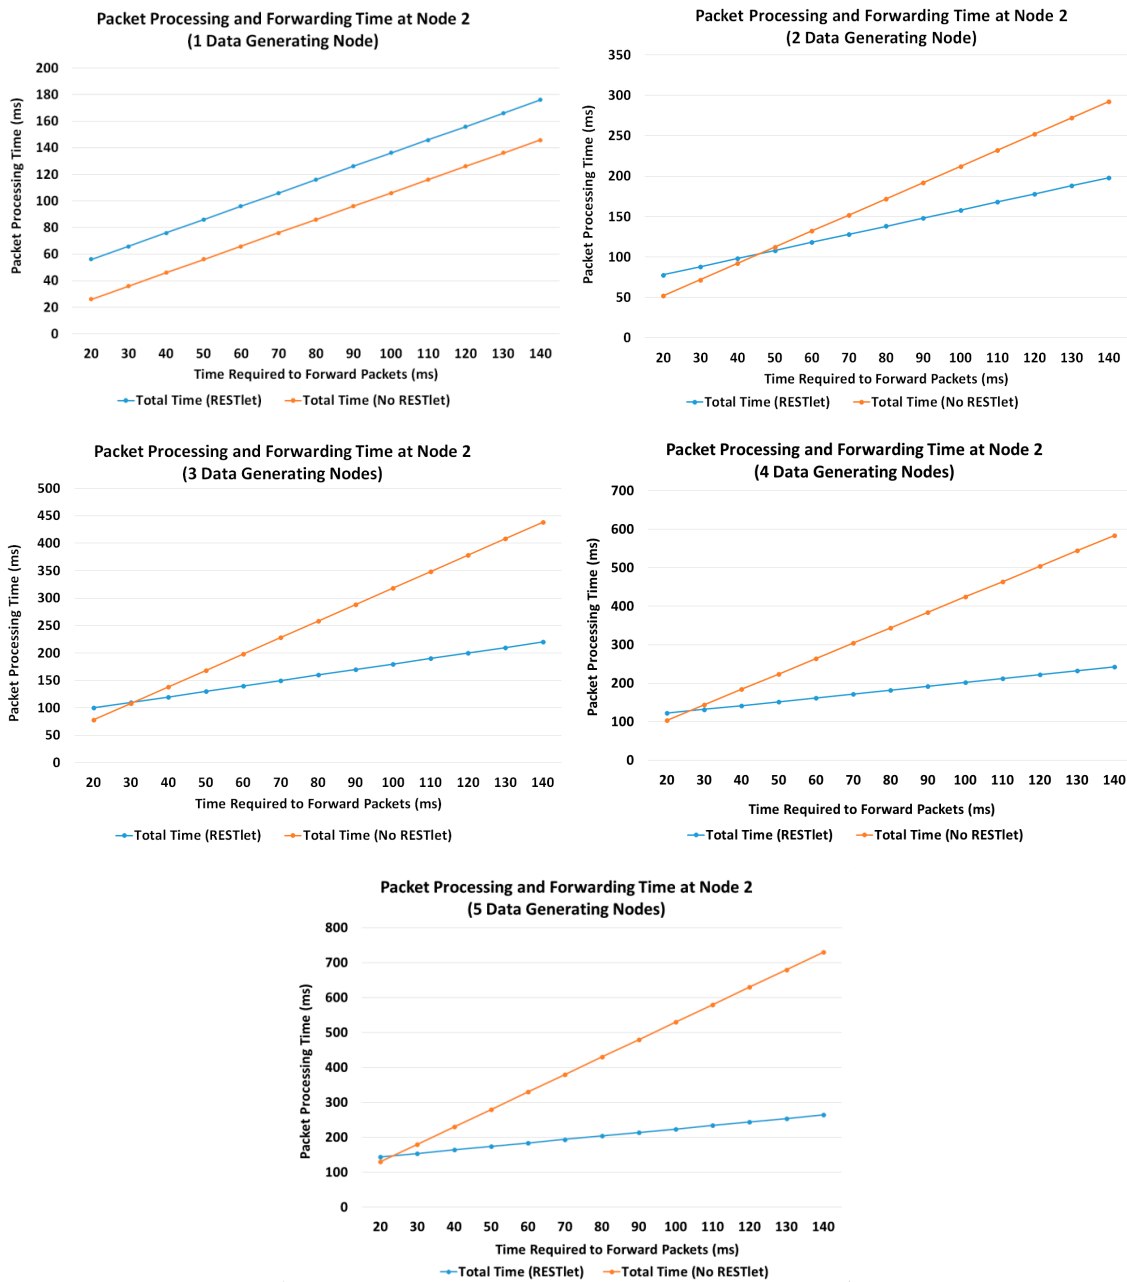 Packet Processing and Forwarding Time at Node 2
(1 Data Generating Node)
Packet Processing Time (ms)
200
180
160
140
120
100
80
60
40
20
0
20 30 40 50 60 70 80 90 100 110 120 130 140
Time Required to Forward Packets (ms)
Total Time (RESTlet) Total Time (No RESTlet)
Packet Processing and Forwarding Time at Node 2
(2 Data Generating Node)
Packet Processing Time (ms)
350
300
250
200
150
100
50
0
20 30 40 50 60 70 80 90 100 110 120 130 140
Time Required to Forward Packets (ms)
Total Time (RESTlet) Total Time (No RESTlet)
Packet Processing and Forwarding Time at Node 2
(3 Data Generating Nodes)
Packet Processing Time (ms)
500
450
400
350
300
250
200
150
100
50
0
20 30 40 50 60 70 80 90 100 110 120 130 140
Time Required to Forward Packets (ms)
Total Time (RESTlet) Total Time (No RESTlet)
Packet Processing and Forwarding Time at Node 2
(4 Data Generating Nodes)
Packet Processing Time (ms)
700
600
500
400
300
200
100
0
20 30 40 50 60 70 80 90 100 110 120 130 140
Time Required to Forward Packets (ms)
Total Time (RESTlet) Total Time (No RESTlet)
Packet Processing and Forwarding Time at Node 2
(5 Data Generating Nodes)
Packet Processing Time (ms)
800
700
600
500
400
300
200
100
0
20 30 40 50 60 70 80 90 100 110 120 130 140
Time Required to Forward Packets (ms)
Total Time (RESTlet) Total Time (No RESTlet)